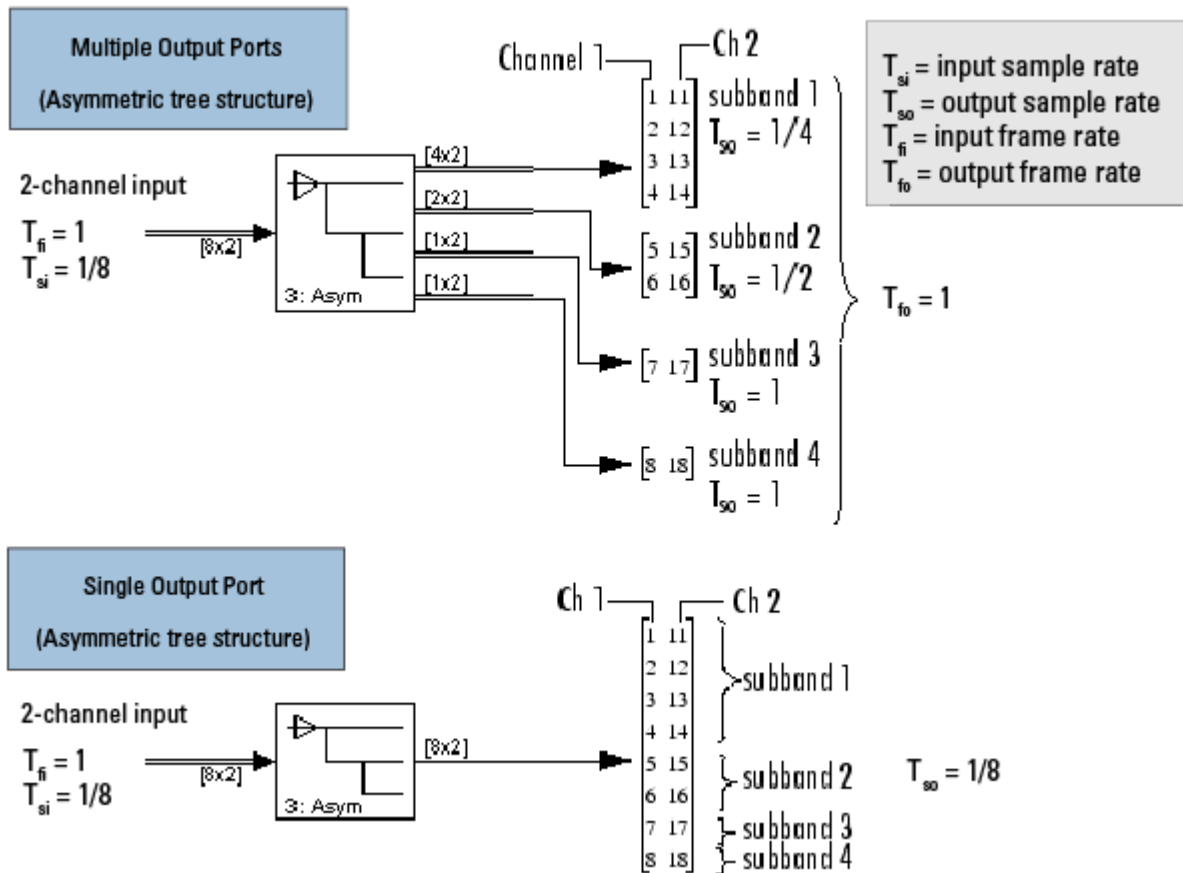 Multiple Output Ports
(Asymmetric tree structure)
Channel 1
Ch 2
T_si = input sample rate
T_so = output sample rate
T_fi = input frame rate
T_fo = output frame rate
2-channel input
T_fi = 1
T_si = 1/8
[8x2]
3: Asym
[4x2]
[2x2]
[1x2]
[1x2]
1 11
2 12
3 13
4 14
subband 1
T_so = 1/4
5 15
6 16
subband 2
T_so = 1/2
7 17
subband 3
T_so = 1
8 18
subband 4
T_so = 1
T_fo = 1
Single Output Port
(Asymmetric tree structure)
Ch 1
Ch 2
2-channel input
T_fi = 1
T_si = 1/8
[8x2]
3: Asym
[8x2]
1 11
2 12
3 13
4 14
5 15
6 16
7 17
8 18
subband 1
subband 2
subband 3
subband 4
T_so = 1/8